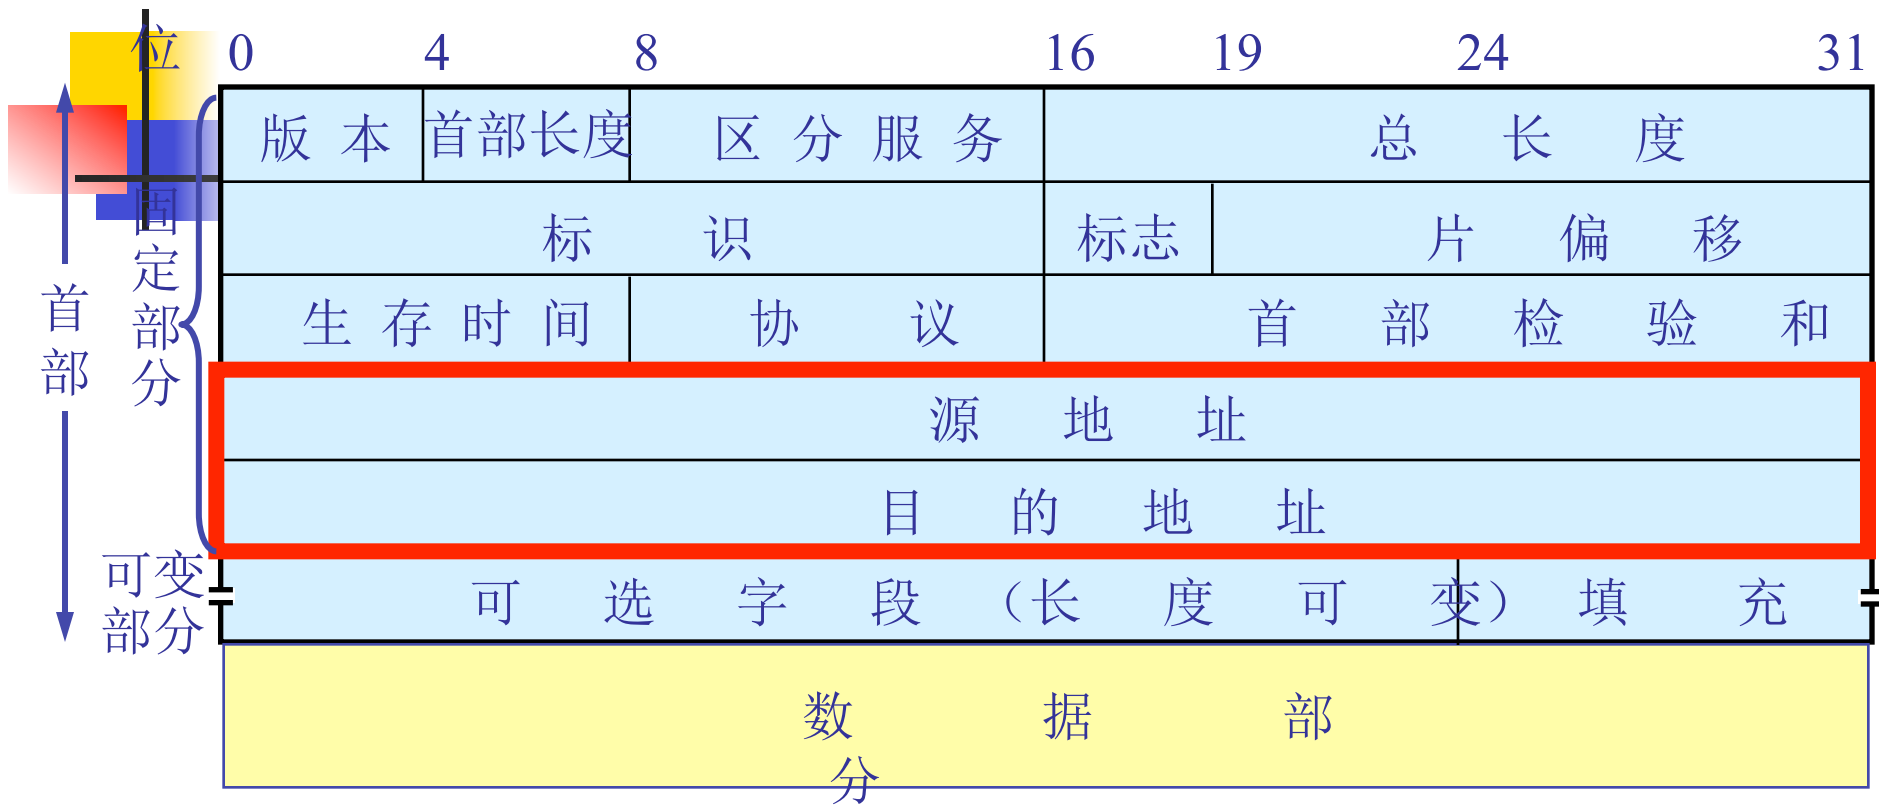 位 0 4 8 16 19 24 31
版 本 首部长度 区 分 服 务 总 长 度
标 识 标志 片 偏 移
生 存 时 间 协 议 首 部 检 验 和
源 地 址
目 的 地 址
可 选 字 段 (长 度 可 变) 填 充
数 据 部
分
首
部
固
定
部
分
可变
部分